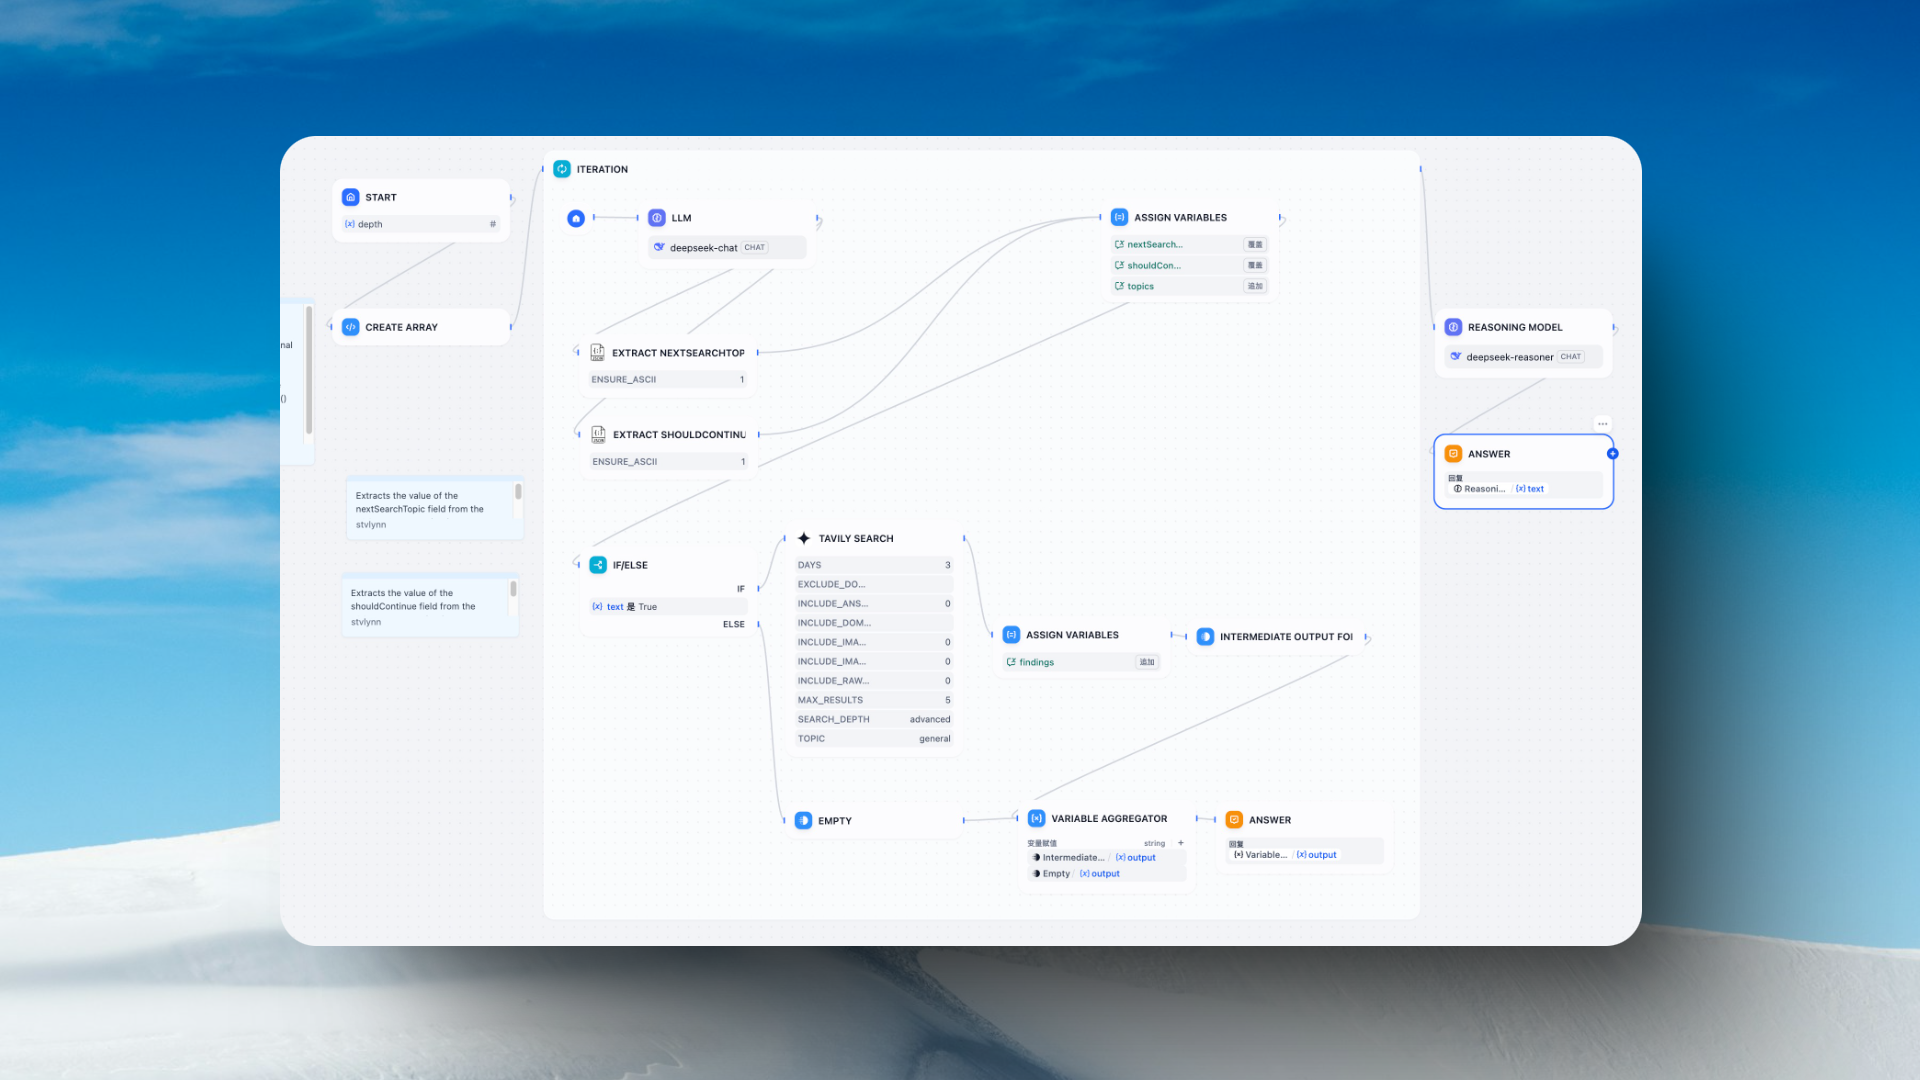 START
(x) depth #
CREATE ARRAY
nal
()
Extracts the value of the
nextSearchTopic field from the
stvlynn
Extracts the value of the
shouldContinue field from the
stvlynn
ITERATION
LLM
deepseek-chat CHAT
ASSIGN VARIABLES
nextSearch... 覆盖
shouldCon... 覆盖
topics 追加
EXTRACT NEXTSEARCHTOP
ENSURE_ASCII 1
EXTRACT SHOULDCONTINU
ENSURE_ASCII 1
IF/ELSE
IF
(x) text 是 True
ELSE
TAVILY SEARCH
DAYS 3
EXCLUDE_DO...
INCLUDE_ANS... 0
INCLUDE_DOM...
INCLUDE_IMA... 0
INCLUDE_IMA... 0
INCLUDE_RAW... 0
MAX_RESULTS 5
SEARCH_DEPTH advanced
TOPIC general
ASSIGN VARIABLES
findings 追加
INTERMEDIATE OUTPUT FOI
EMPTY
VARIABLE AGGREGATOR
变量赋值 string +
Intermediate... / (x) output
Empty / (x) output
ANSWER
回复
(x) Variable... / (x) output
REASONING MODEL
deepseek-reasoner CHAT
...
ANSWER
回复
Reasoni... / (x) text